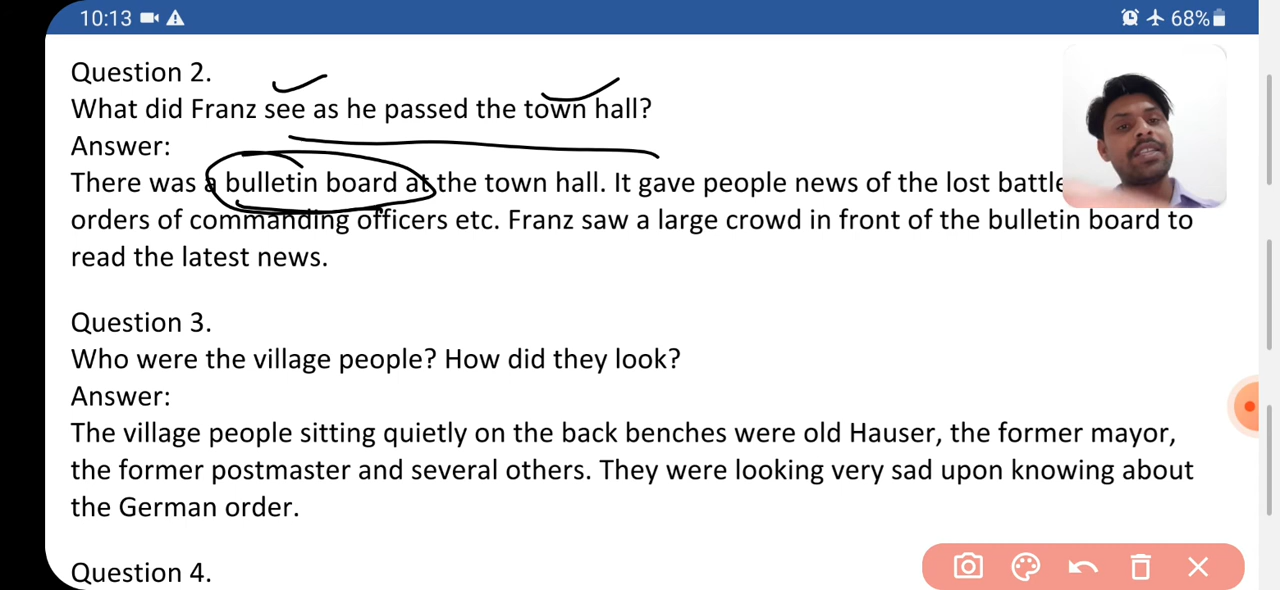 10:13 68%
Question 2.
What did Franz see as he passed the town hall?
Answer:
There was a bulletin board at the town hall. It gave people news of the lost battle
orders of commanding officers etc. Franz saw a large crowd in front of the bulletin board to
read the latest news.
Question 3.
Who were the village people? How did they look?
Answer:
The village people sitting quietly on the back benches were old Hauser, the former mayor,
the former postmaster and several others. They were looking very sad upon knowing about
the German order.
Question 4.